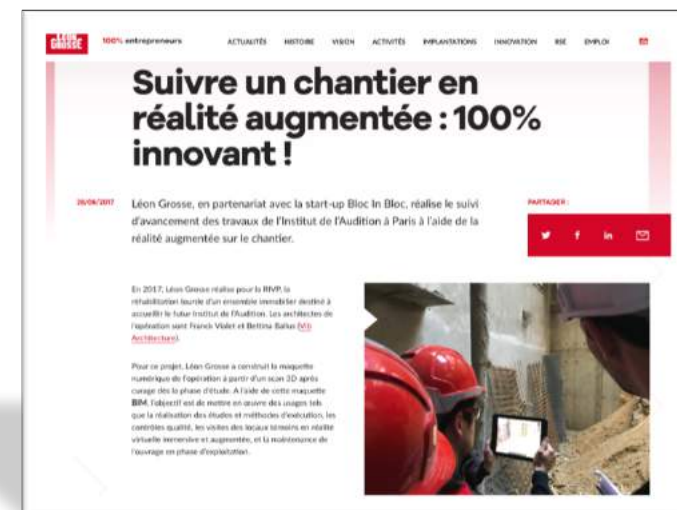 LÉON
GROSSE
100% entrepreneurs
ACTUALITÉS HISTOIRE VISION ACTIVITÉS IMPLANTATIONS INNOVATION RSE EMPLOI
Suivre un chantier en
réalité augmentée : 100%
innovant !
28/06/2017
Léon Grosse, en partenariat avec la start-up Bloc In Bloc, réalise le suivi
d'avancement des travaux de l'Institut de l'Audition à Paris à l'aide de la
réalité augmentée sur le chantier.
PARTAGER :
En 2017, Léon Grosse réalise pour la RIVP, la
réhabilitation lourde d'un ensemble immobilier destiné à
accueillir le futur Institut de l'Audition. Les architectes de
l'opération sont Franck Vialet et Bettina Ballus (Vib
Architecture).
Pour ce projet, Léon Grosse a construit la maquette
numérique de l'opération à partir d'un scan 3D après
curage dès la phase d'étude. A l'aide de cette maquette
BIM, l'objectif est de mettre en œuvre des usages tels
que la réalisation des études et méthodes d'exécution, les
contrôles qualité, les visites des locaux témoins en réalité
virtuelle immersive et augmentée, et la maintenance de
l'ouvrage en phase d'exploitation.